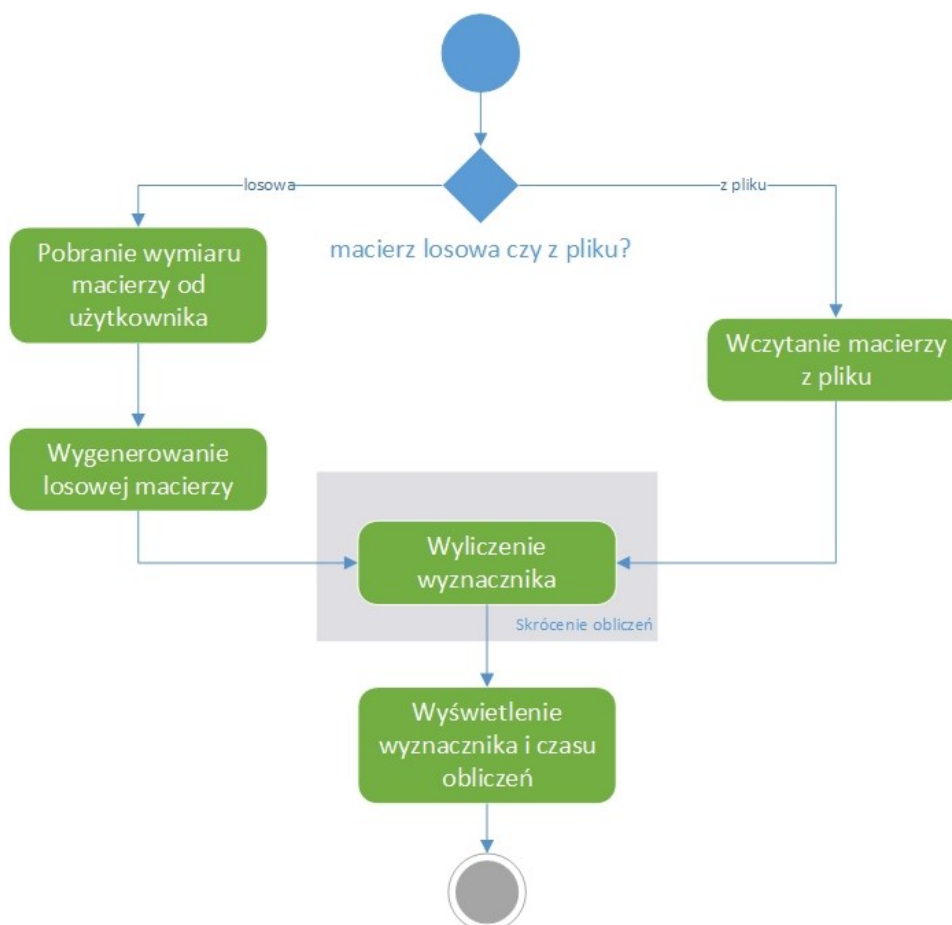 losowa
z pliku
macierz losowa czy z pliku?
Pobranie wymiaru
macierzy od
użytkownika
Wczytanie macierzy
z pliku
Wygenerowanie
losowej macierzy
Wyliczenie
wyznacznika
Skrócenie obliczeń
Wyświetlenie
wyznacznika i czasu
obliczeń